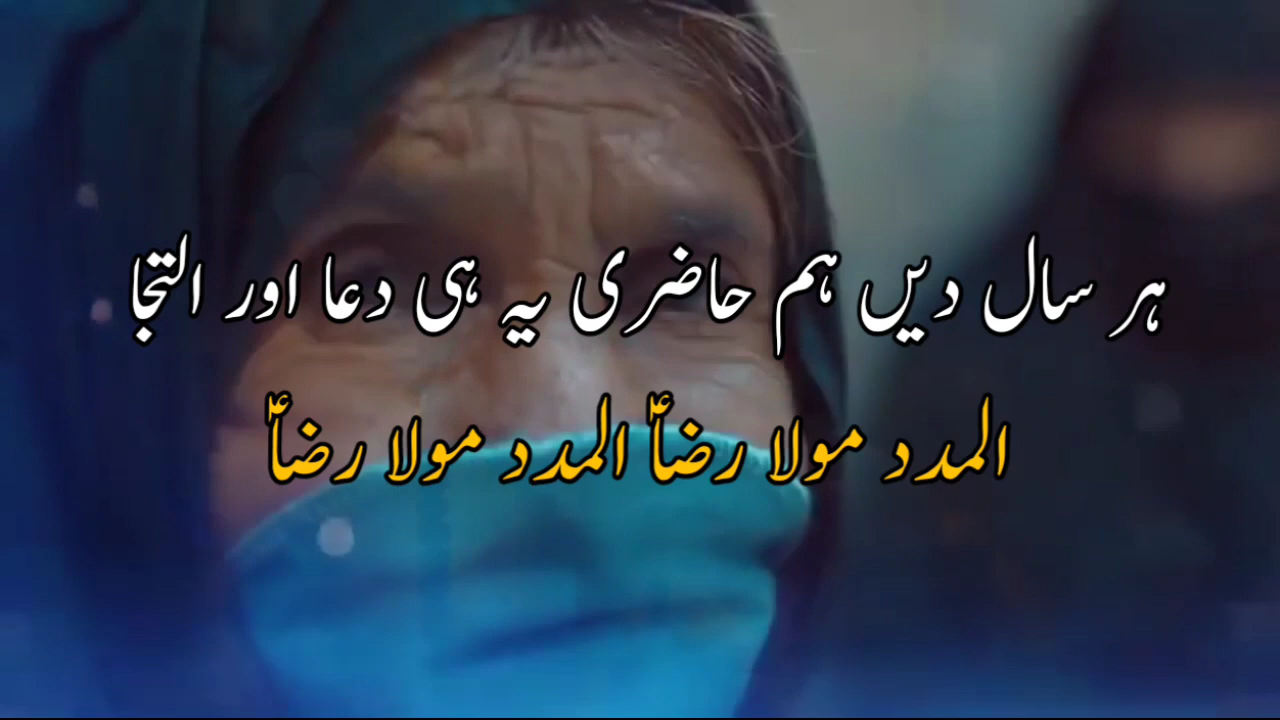 ہر سال دیں ہم حاضری یہ ہی دعا اور التجا
المدد مولا رضاؑ المدد مولا رضاؑ